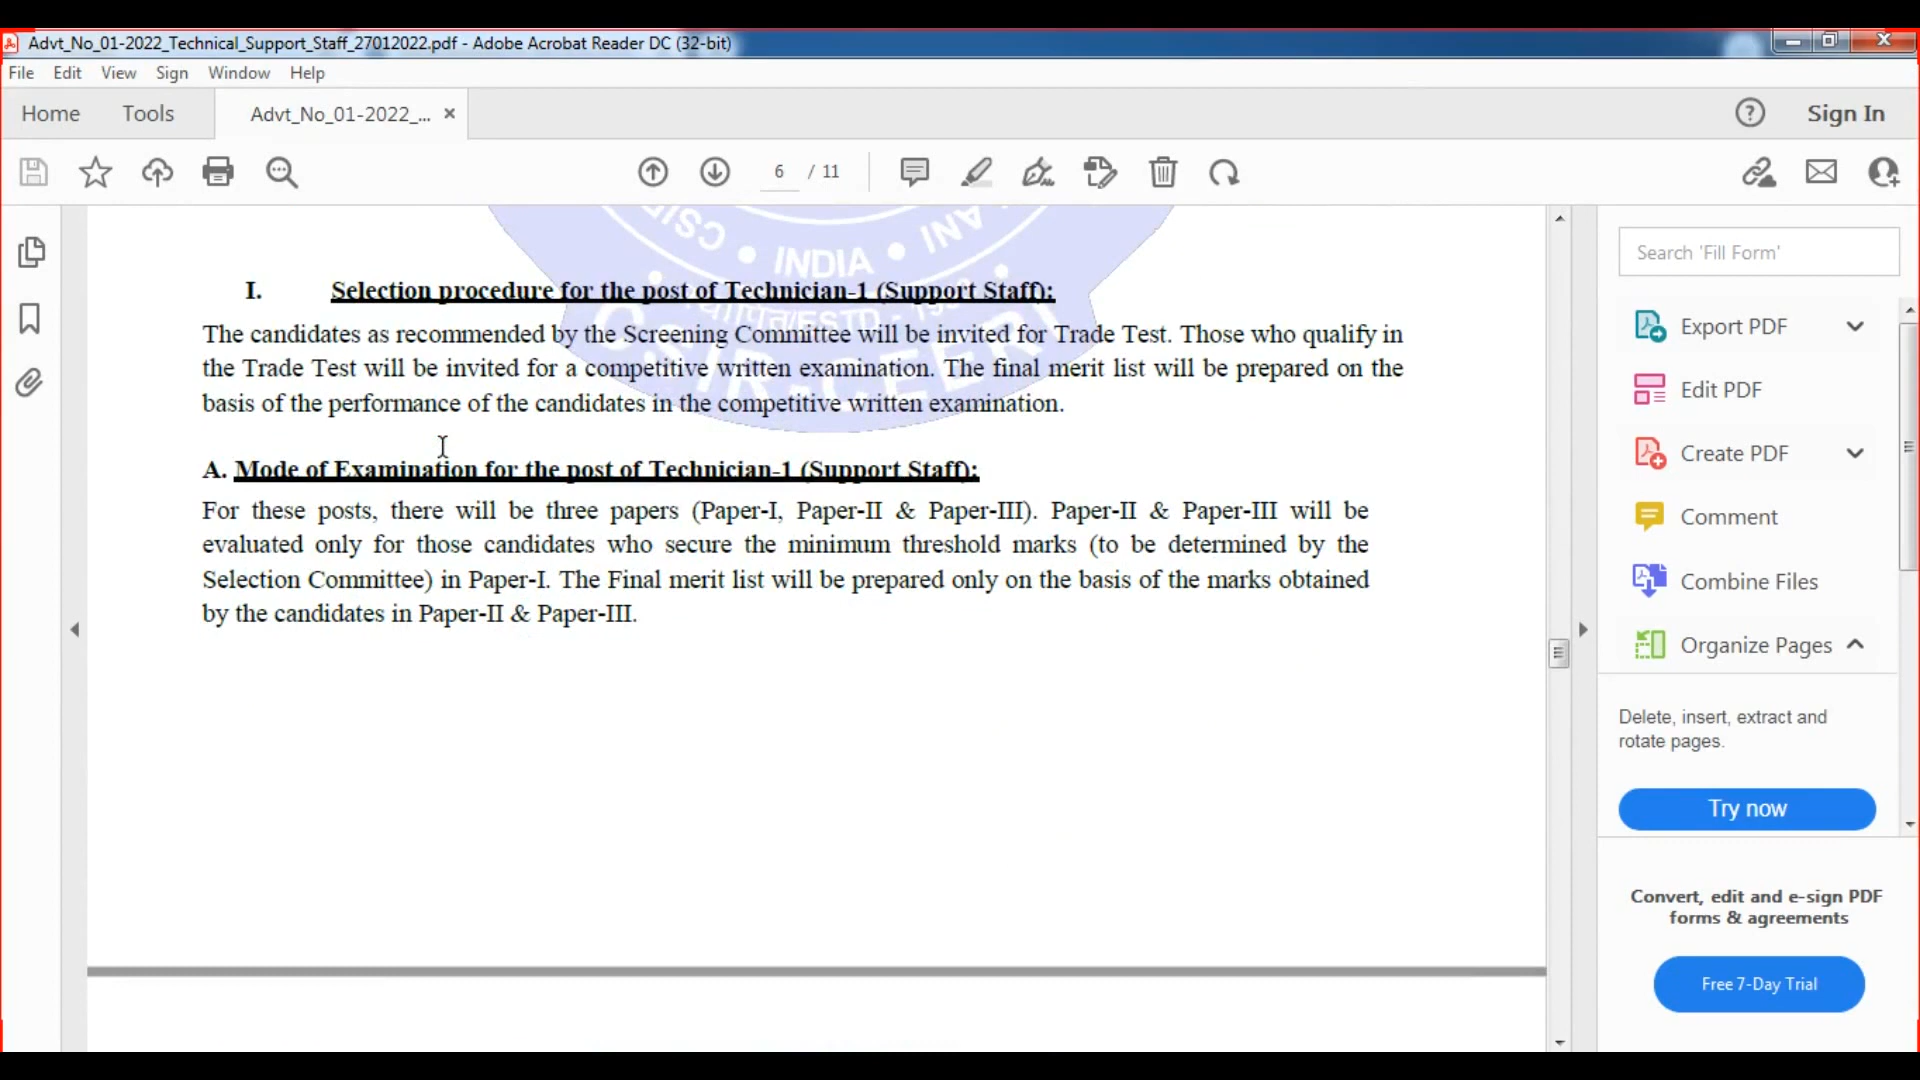 Advt_No_01-2022_Technical_Support_Staff_27012022.pdf - Adobe Acrobat Reader DC (32-bit)
File Edit View Sign Window Help
Home Tools Advt_No_01-2022_... × Sign In
6 / 11
CSIR • INDIA • ANI
CSIR-CEERI
ESTD - 195
I. Selection procedure for the post of Technician-1 (Support Staff):
The candidates as recommended by the Screening Committee will be invited for Trade Test. Those who qualify in
the Trade Test will be invited for a competitive written examination. The final merit list will be prepared on the
basis of the performance of the candidates in the competitive written examination.
A. Mode of Examination for the post of Technician-1 (Support Staff):
For these posts, there will be three papers (Paper-I, Paper-II & Paper-III). Paper-II & Paper-III will be
evaluated only for those candidates who secure the minimum threshold marks (to be determined by the
Selection Committee) in Paper-I. The Final merit list will be prepared only on the basis of the marks obtained
by the candidates in Paper-II & Paper-III.
Search 'Fill Form'
Export PDF
Edit PDF
Create PDF
Comment
Combine Files
Organize Pages
Delete, insert, extract and
rotate pages.
Try now
Convert, edit and e-sign PDF
forms & agreements
Free 7-Day Trial